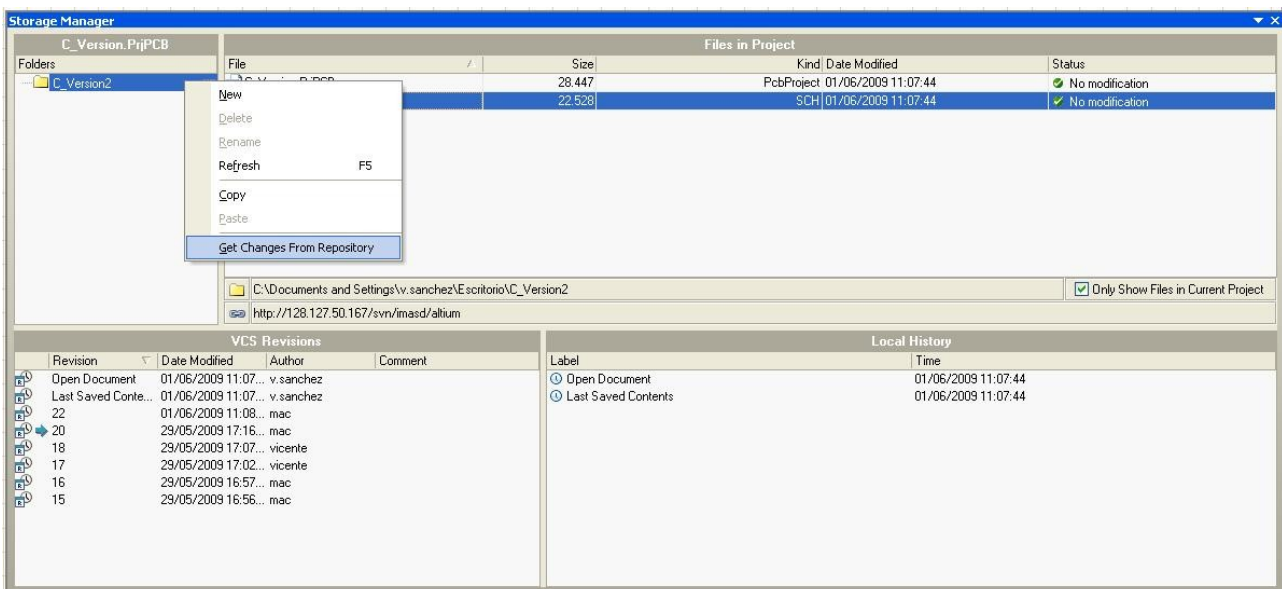 Storage Manager
C_Version.PrjPCB
Files in Project
Folders
File Size Kind Date Modified Status
C_Version2
28.447 PcbProject 01/06/2009 11:07:44 No modification
22.528 SCH 01/06/2009 11:07:44 No modification
New
Delete
Rename
Refresh F5
Copy
Paste
Get Changes From Repository
C:\Documents and Settings\v.sanchez\Escritorio\C_Version2
Only Show Files in Current Project
http://128.127.50.167/svn/imasd/altium
VCS Revisions
Revision Date Modified Author Comment
Open Document 01/06/2009 11:07... v.sanchez
Last Saved Conte... 01/06/2009 11:07... v.sanchez
22 01/06/2009 11:08... mac
20 29/05/2009 17:16... mac
18 29/05/2009 17:07... vicente
17 29/05/2009 17:02... vicente
16 29/05/2009 16:57... mac
15 29/05/2009 16:56... mac
Local History
Label Time
Open Document 01/06/2009 11:07:44
Last Saved Contents 01/06/2009 11:07:44